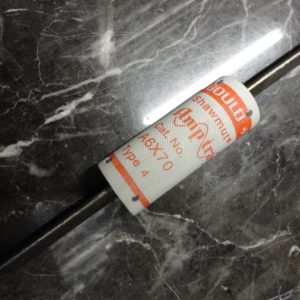 GOULD
Shawmut
Amp-trap
Cat. No.
A6X70
Type 4